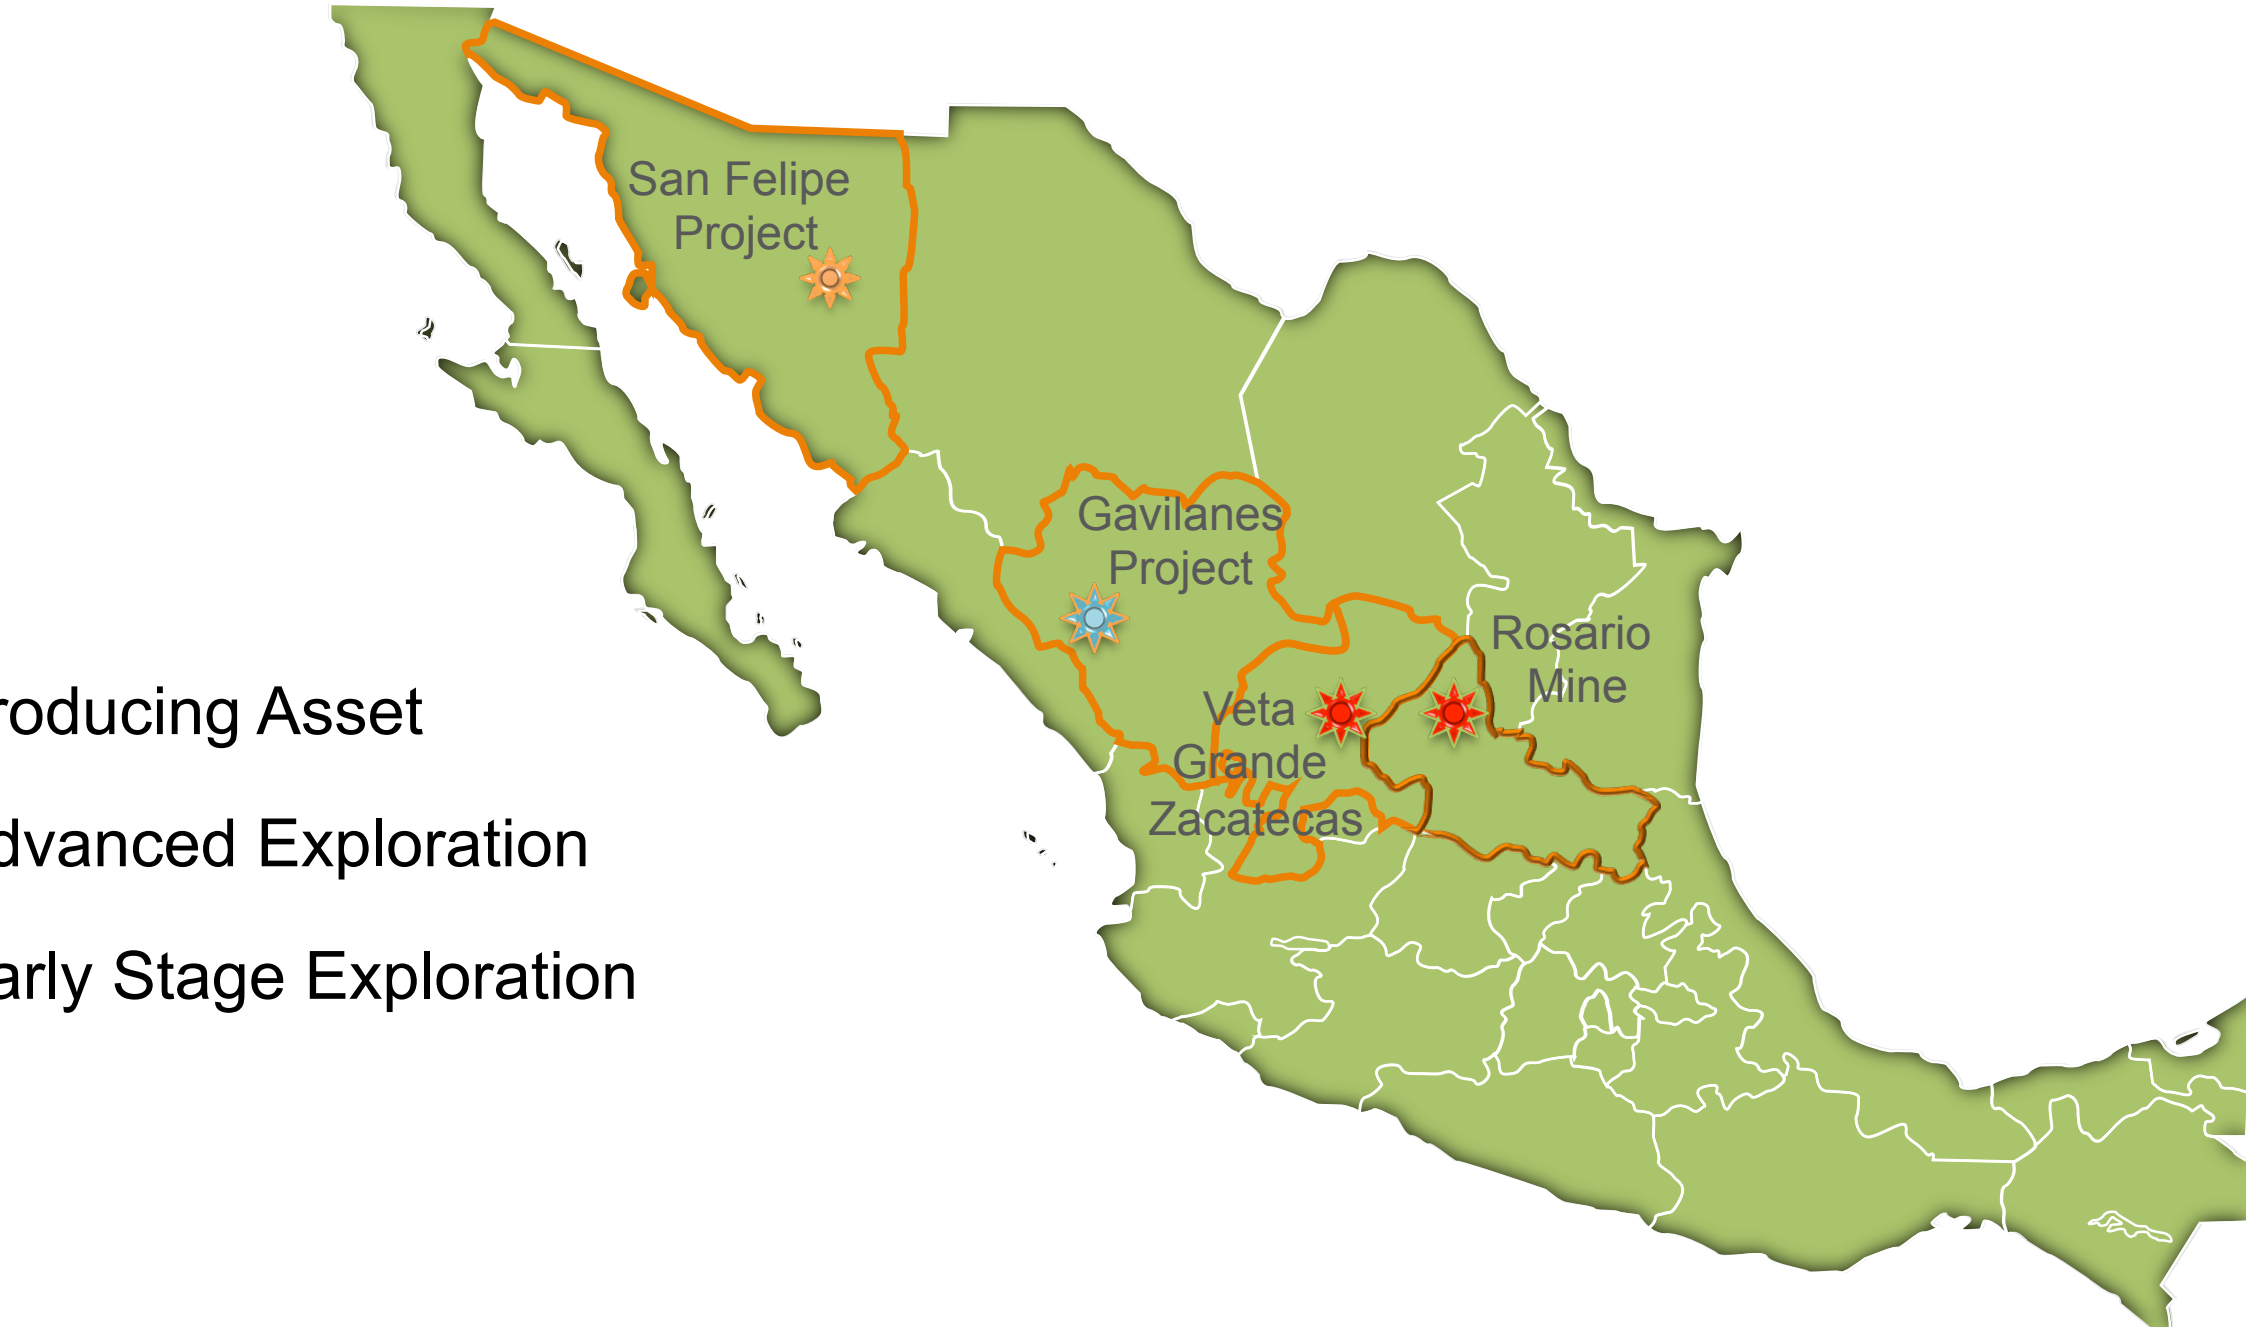 San Felipe
Project
Gavilanes
Project
Rosario
Mine
Veta
Grande
Zacatecas
roducing Asset
dvanced Exploration
arly Stage Exploration